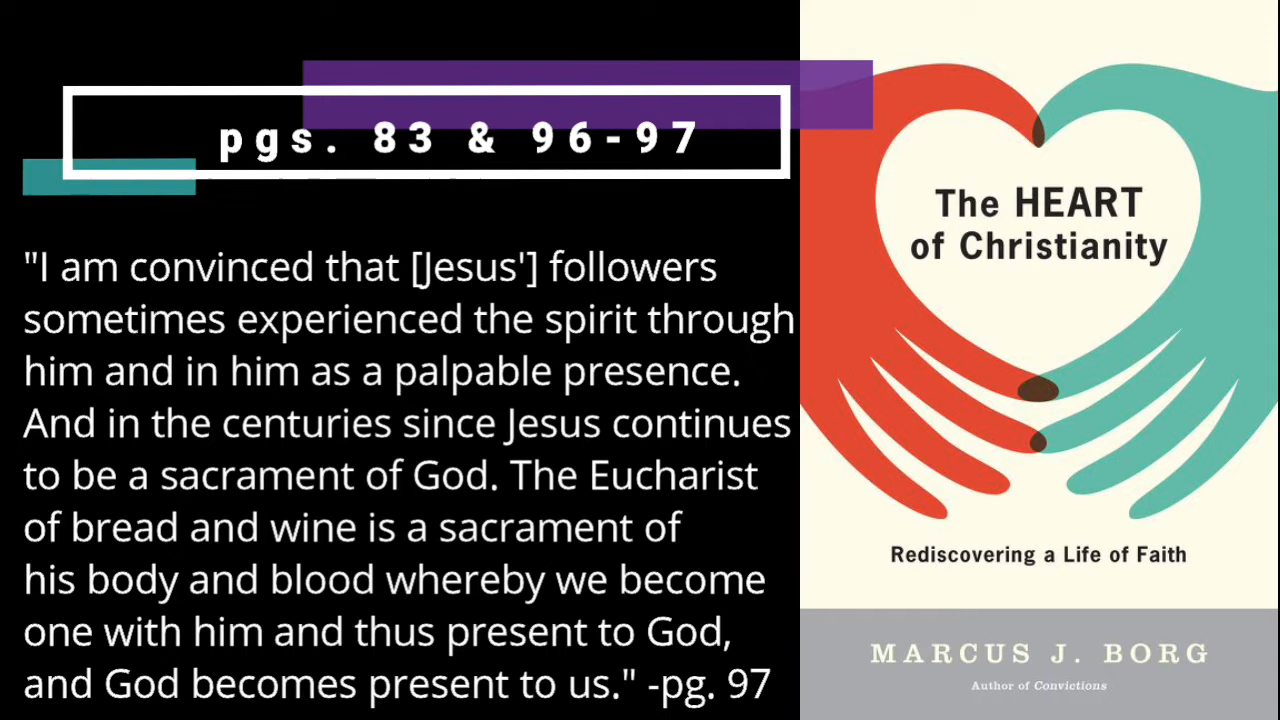 pgs. 83 & 96-97
"I am convinced that [Jesus'] followers
sometimes experienced the spirit through
him and in him as a palpable presence.
And in the centuries since Jesus continues
to be a sacrament of God. The Eucharist
of bread and wine is a sacrament of
his body and blood whereby we become
one with him and thus present to God,
and God becomes present to us." -pg. 97
The HEART
of Christianity
Rediscovering a Life of Faith
MARCUS J. BORG
Author of Convictions